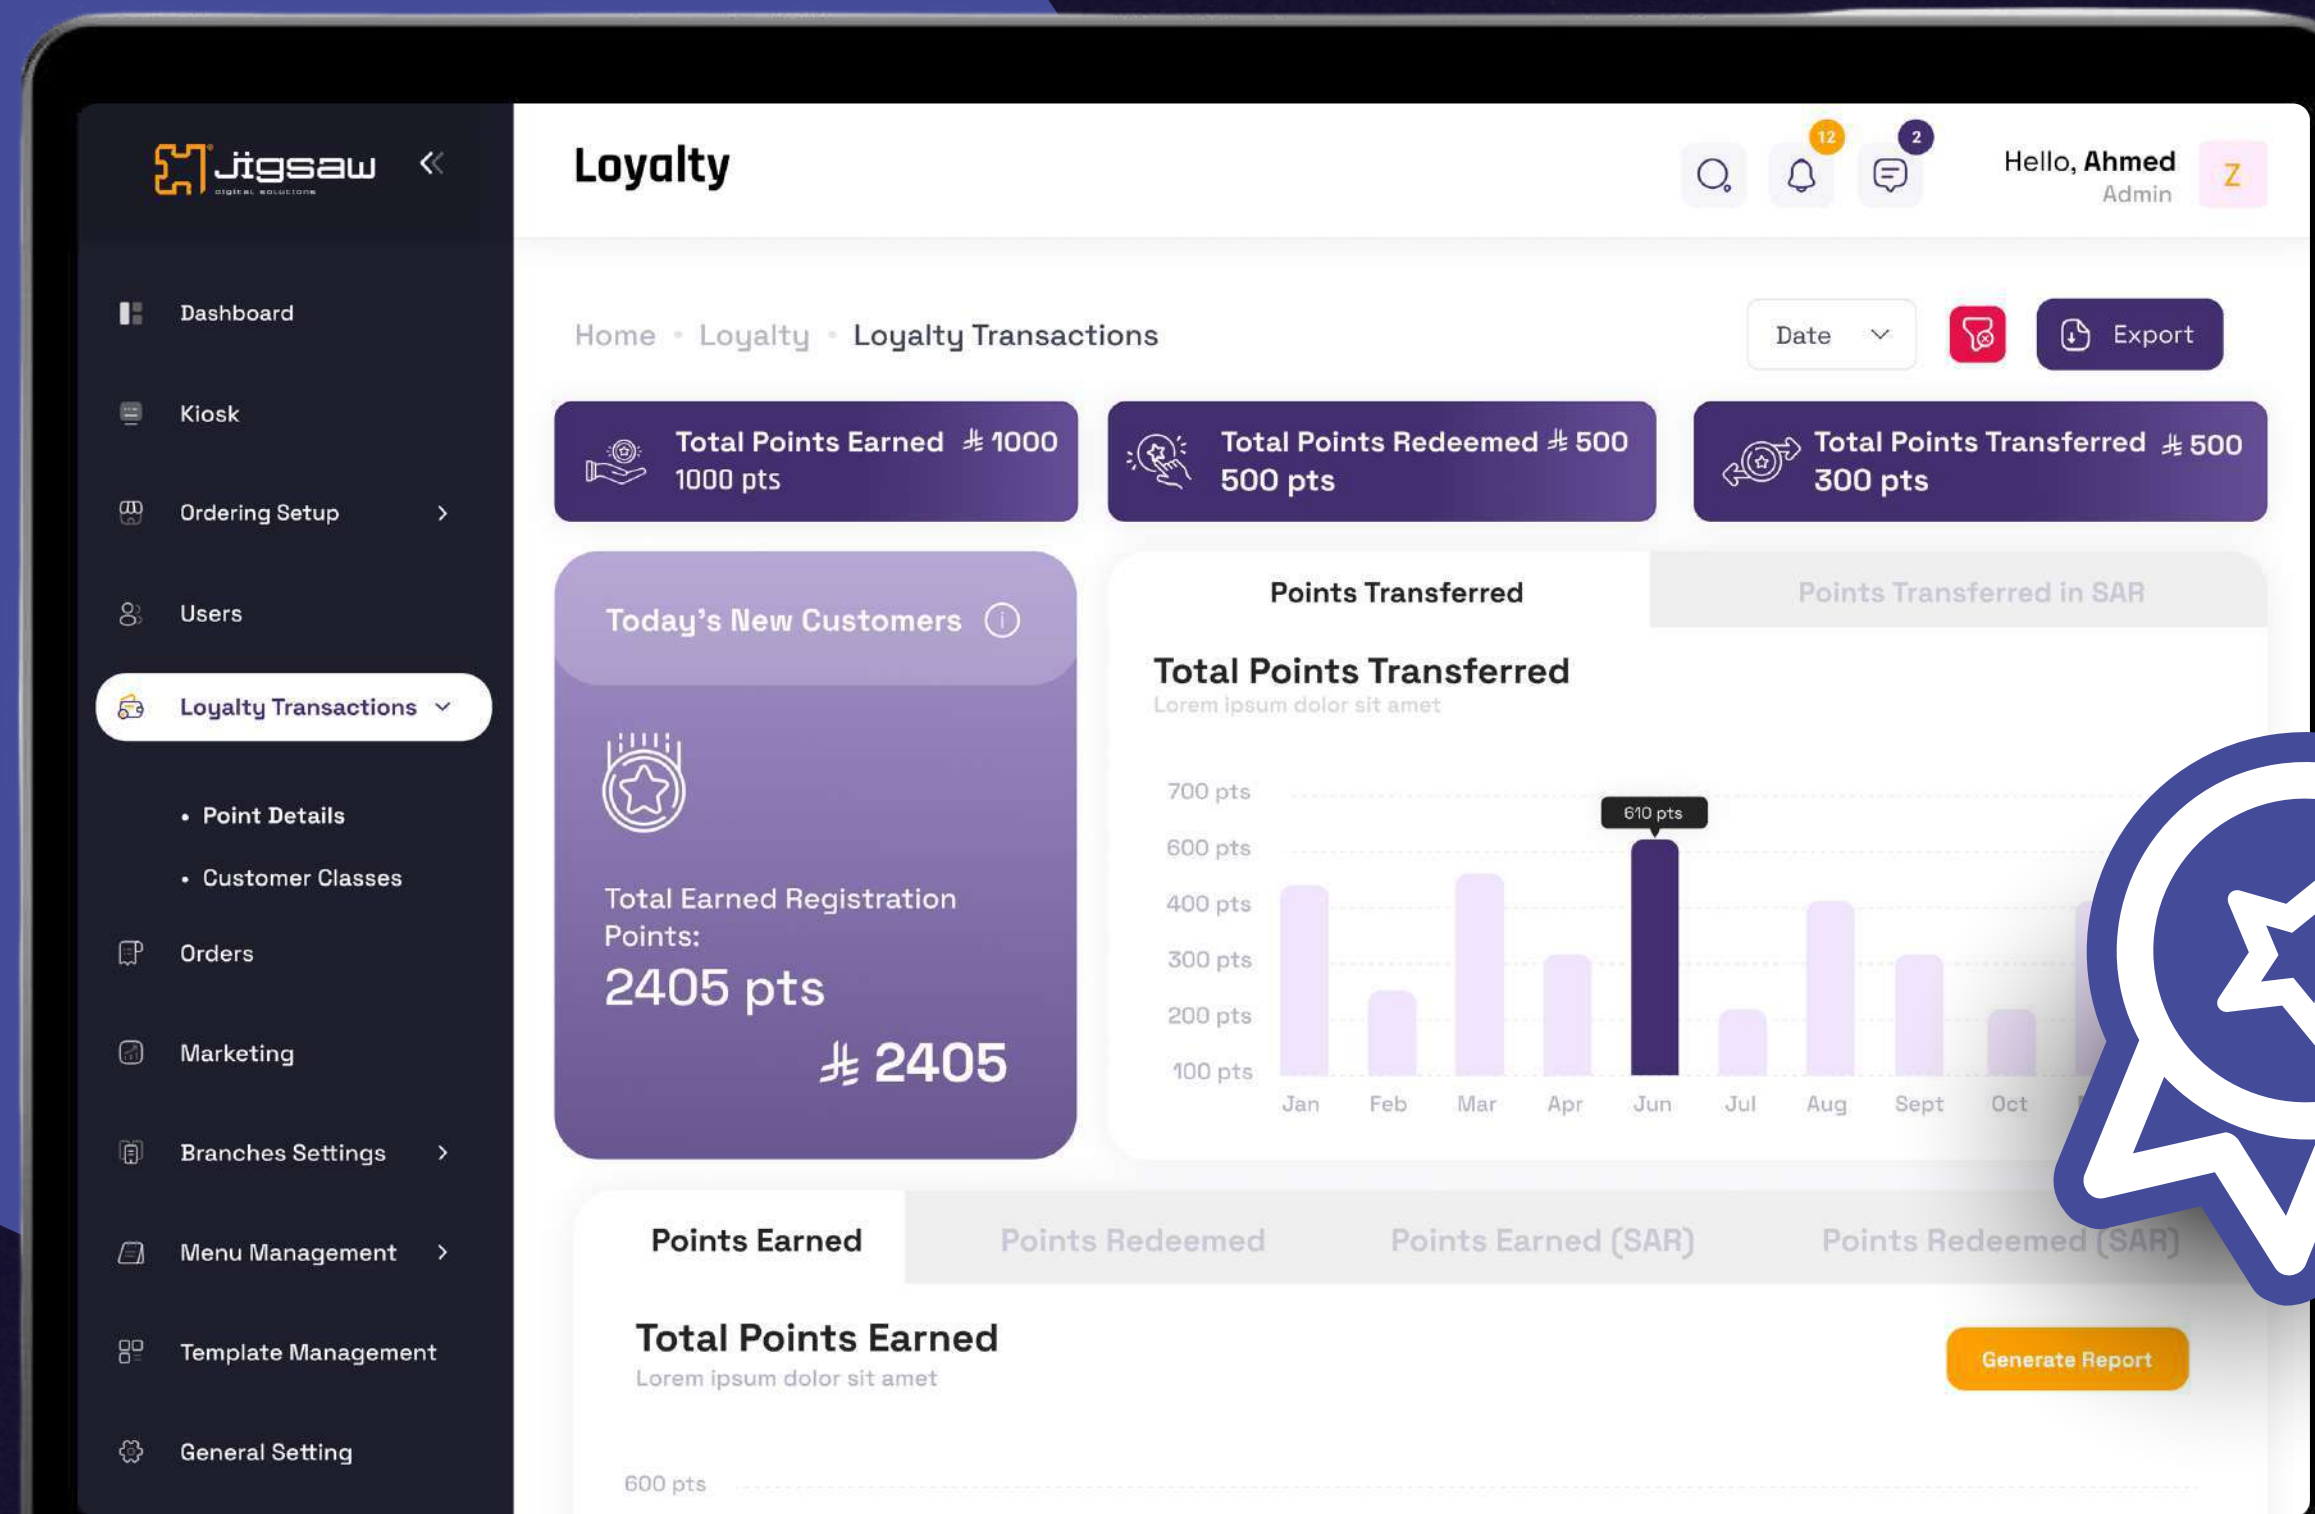 Jigsaw
DIGITAL SOLUTIONS
Loyalty
12
2
Hello, Ahmed
Admin
Z
Dashboard
Kiosk
Ordering Setup
Users
Loyalty Transactions
• Point Details
• Customer Classes
Orders
Marketing
Branches Settings
Menu Management
Template Management
General Setting
Home • Loyalty • Loyalty Transactions
Date
Export
Total Points Earned 1000
1000 pts
Total Points Redeemed 500
500 pts
Total Points Transferred 500
300 pts
Today's New Customers
Total Earned Registration
Points:
2405 pts
2405
Points Transferred
Points Transferred in SAR
Total Points Transferred
Lorem ipsum dolor sit amet
700 pts
610 pts
600 pts
400 pts
300 pts
200 pts
100 pts
Jan Feb Mar Apr Jun Jul Aug Sept Oct
Points Earned
Points Redeemed
Points Earned (SAR)
Points Redeemed (SAR)
Total Points Earned
Lorem ipsum dolor sit amet
Generate Report
600 pts